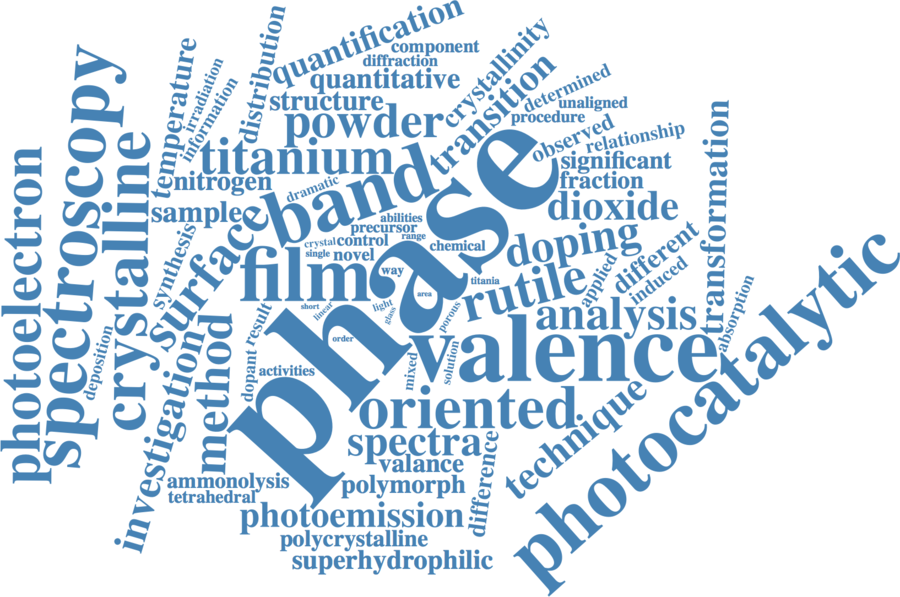 quantification
component
diffraction
quantitative
structure
powder
titanium
crystallinity
transition
determined
unaligned
procedure
observed
relationship
significant
fraction
dioxide
distribution
irradiation
information
temperature
nitrogen
sample
dramatic
band
phase
abilities
precursor
range
crystal
control
chemical
single
novel
way
film
surface
synthesis
spectroscopy
crystalline
photoelectron
deposition
investigation
method
doping
rutile
titania
applied
different
induced
transformation
absorption
analysis
valence
area
light
glass
short
linear
order
porous
solution
mixed
dopant
result
activities
oriented
spectra
valance
technique
photocatalytic
difference
ammonolysis
tetrahedral
polymorph
photoemission
polycrystalline
superhydrophilic